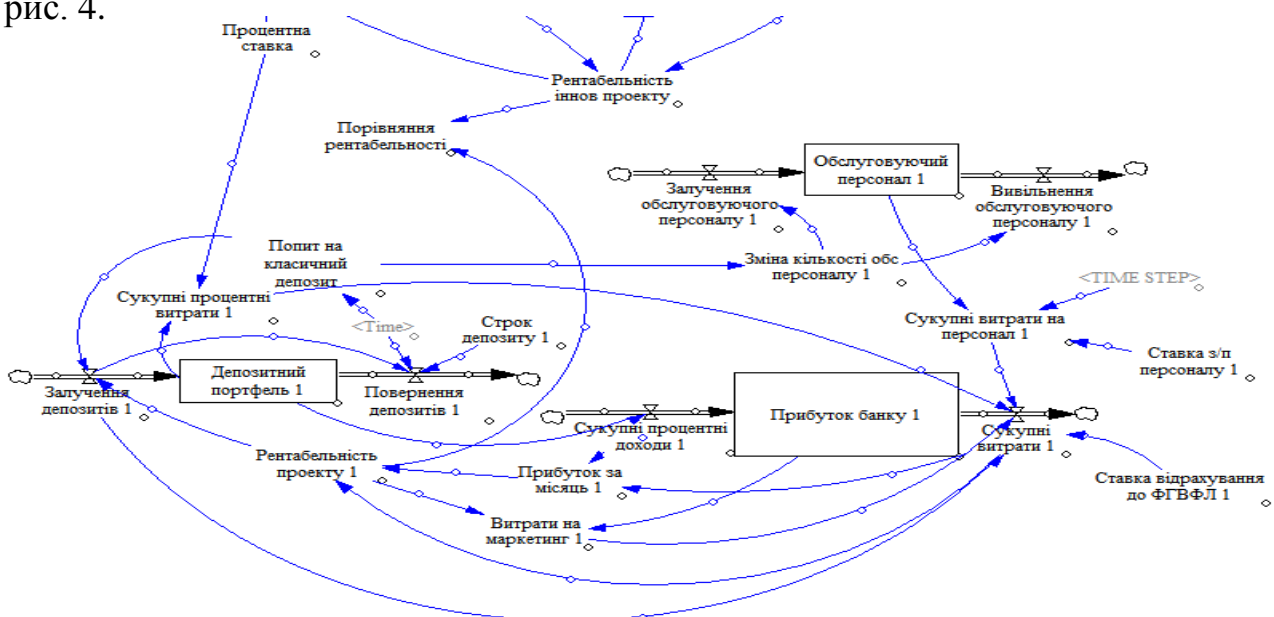 рис. 4.
Процентна
ставка
Рентабельність
іннов проекту
Порівняння
рентабельності
Обслуговуючий
персонал 1
Залучення
обслуговуючого
персоналу 1
Вивільнення
обслуговуючого
персоналу 1
Попит на
класичний
депозит
Зміна кількості обс
персоналу 1
<TIME STEP>
Сукупні процентні
витрати 1
<Time>
Строк
депозиту 1
Сукупні витрати на
персонал 1
Ставка з/п
персоналу 1
Депозитний
портфель 1
Залучення
депозитів 1
Повернення
депозитів 1
Прибуток банку 1
Сукупні процентні
доходи 1
Сукупні
витрати 1
Рентабельність
проекту 1
Прибуток за
місяць 1
Ставка відрахування
до ФГВФЛ 1
Витрати на
маркетинг 1